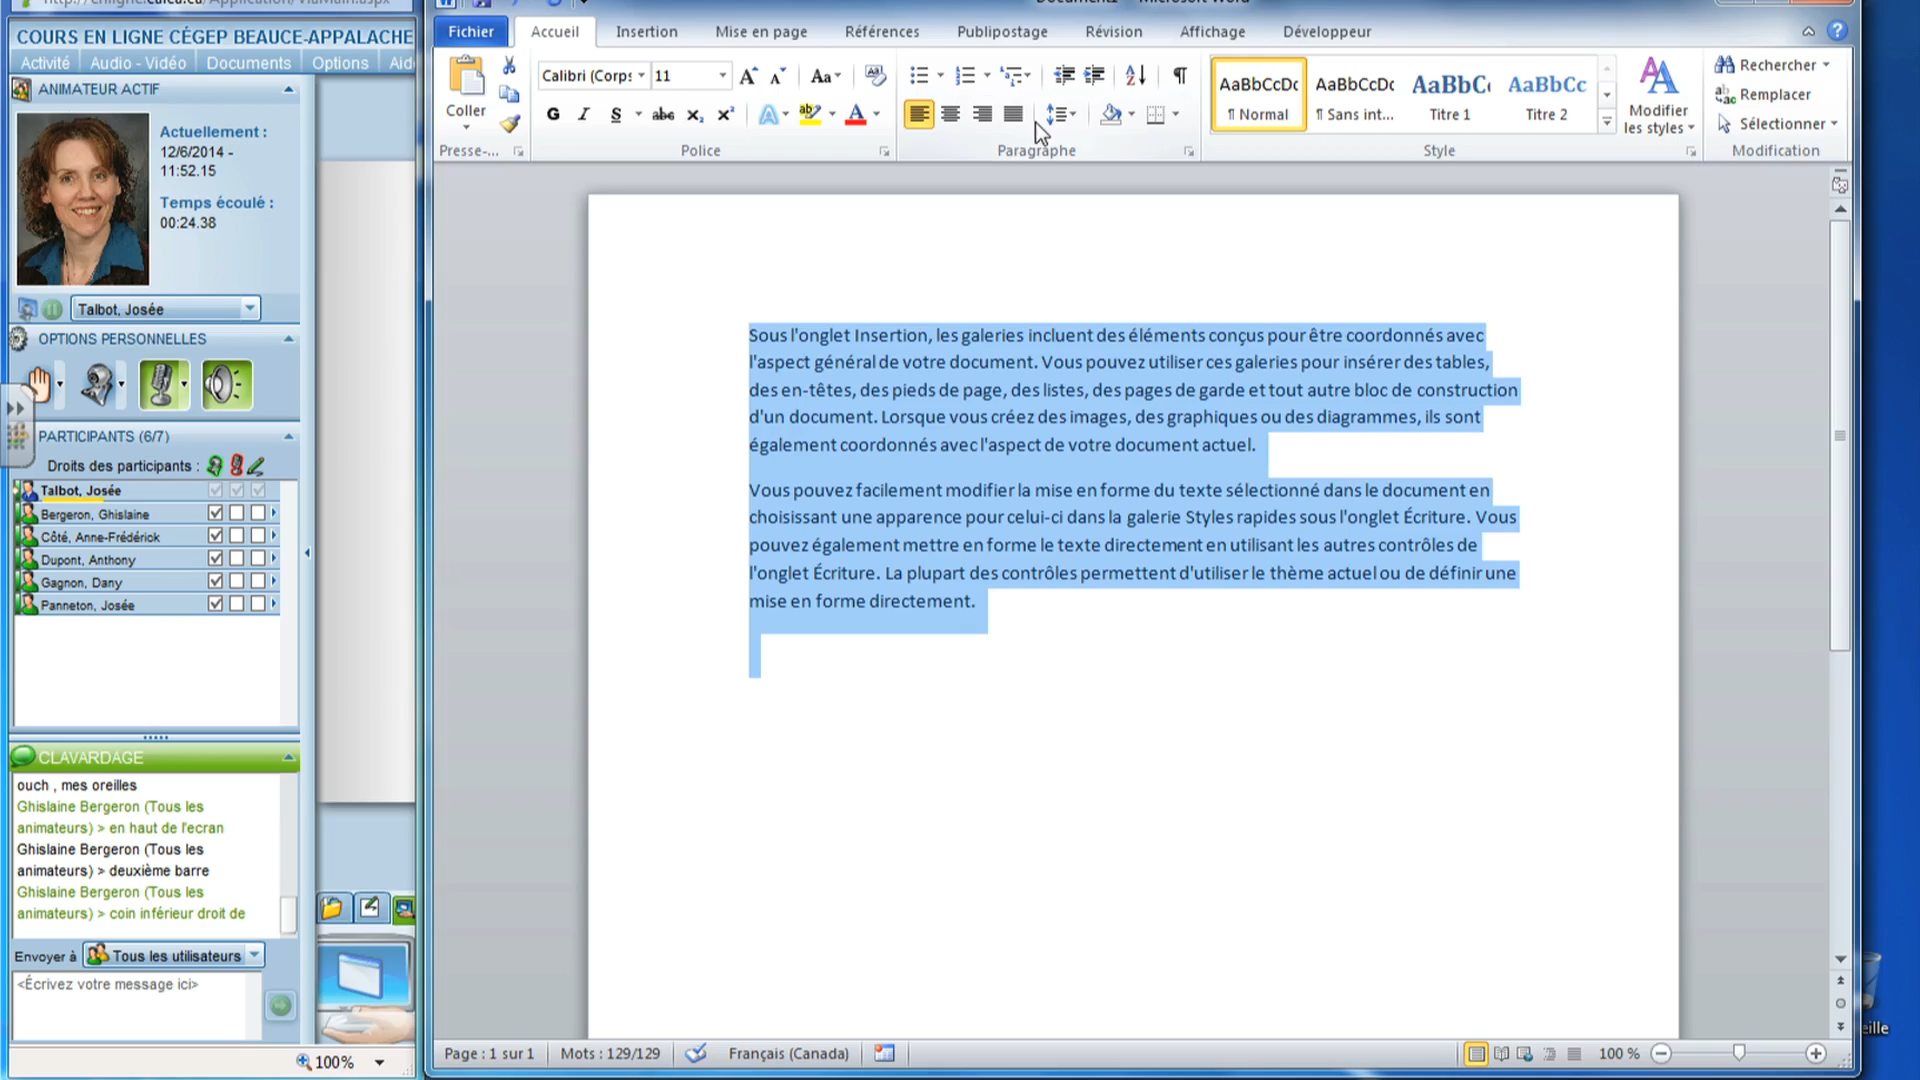 COURS EN LIGNE CÉGEP BEAUCE-APPALACHE
Activité Audio - Vidéo Documents Options Aid
ANIMATEUR ACTIF
Actuellement :
12/6/2014 -
11:52.15
Temps écoulé :
00:24.38
Talbot, Josée
OPTIONS PERSONNELLES
PARTICIPANTS (6/7)
Droits des participants :
Talbot, Josée
Bergeron, Ghislaine
Côté, Anne-Frédérick
Dupont, Anthony
Gagnon, Dany
Panneton, Josée
CLAVARDAGE
ouch , mes oreilles
Ghislaine Bergeron (Tous les
animateurs) > en haut de l'ecran
Ghislaine Bergeron (Tous les
animateurs) > deuxième barre
Ghislaine Bergeron (Tous les
animateurs) > coin inférieur droit de
Envoyer à Tous les utilisateurs
<Écrivez votre message ici>
100%
Fichier Accueil Insertion Mise en page Références Publipostage Révision Affichage Développeur
Coller
Presse-...
Calibri (Corps 11
Aa
G I S abc x₂ x²
Police
Paragraphe
AaBbCcDc AaBbCcDc AaBbC AaBbCc
¶ Normal ¶ Sans int... Titre 1 Titre 2
Style
Modifier
les styles
Rechercher
Remplacer
Sélectionner
Modification
Sous l'onglet Insertion, les galeries incluent des éléments conçus pour être coordonnés avec
l'aspect général de votre document. Vous pouvez utiliser ces galeries pour insérer des tables,
des en-têtes, des pieds de page, des listes, des pages de garde et tout autre bloc de construction
d'un document. Lorsque vous créez des images, des graphiques ou des diagrammes, ils sont
également coordonnés avec l'aspect de votre document actuel.
Vous pouvez facilement modifier la mise en forme du texte sélectionné dans le document en
choisissant une apparence pour celui-ci dans la galerie Styles rapides sous l'onglet Écriture. Vous
pouvez également mettre en forme le texte directement en utilisant les autres contrôles de
l'onglet Écriture. La plupart des contrôles permettent d'utiliser le thème actuel ou de définir une
mise en forme directement.
Page : 1 sur 1 Mots : 129/129 Français (Canada) 100 %
eille